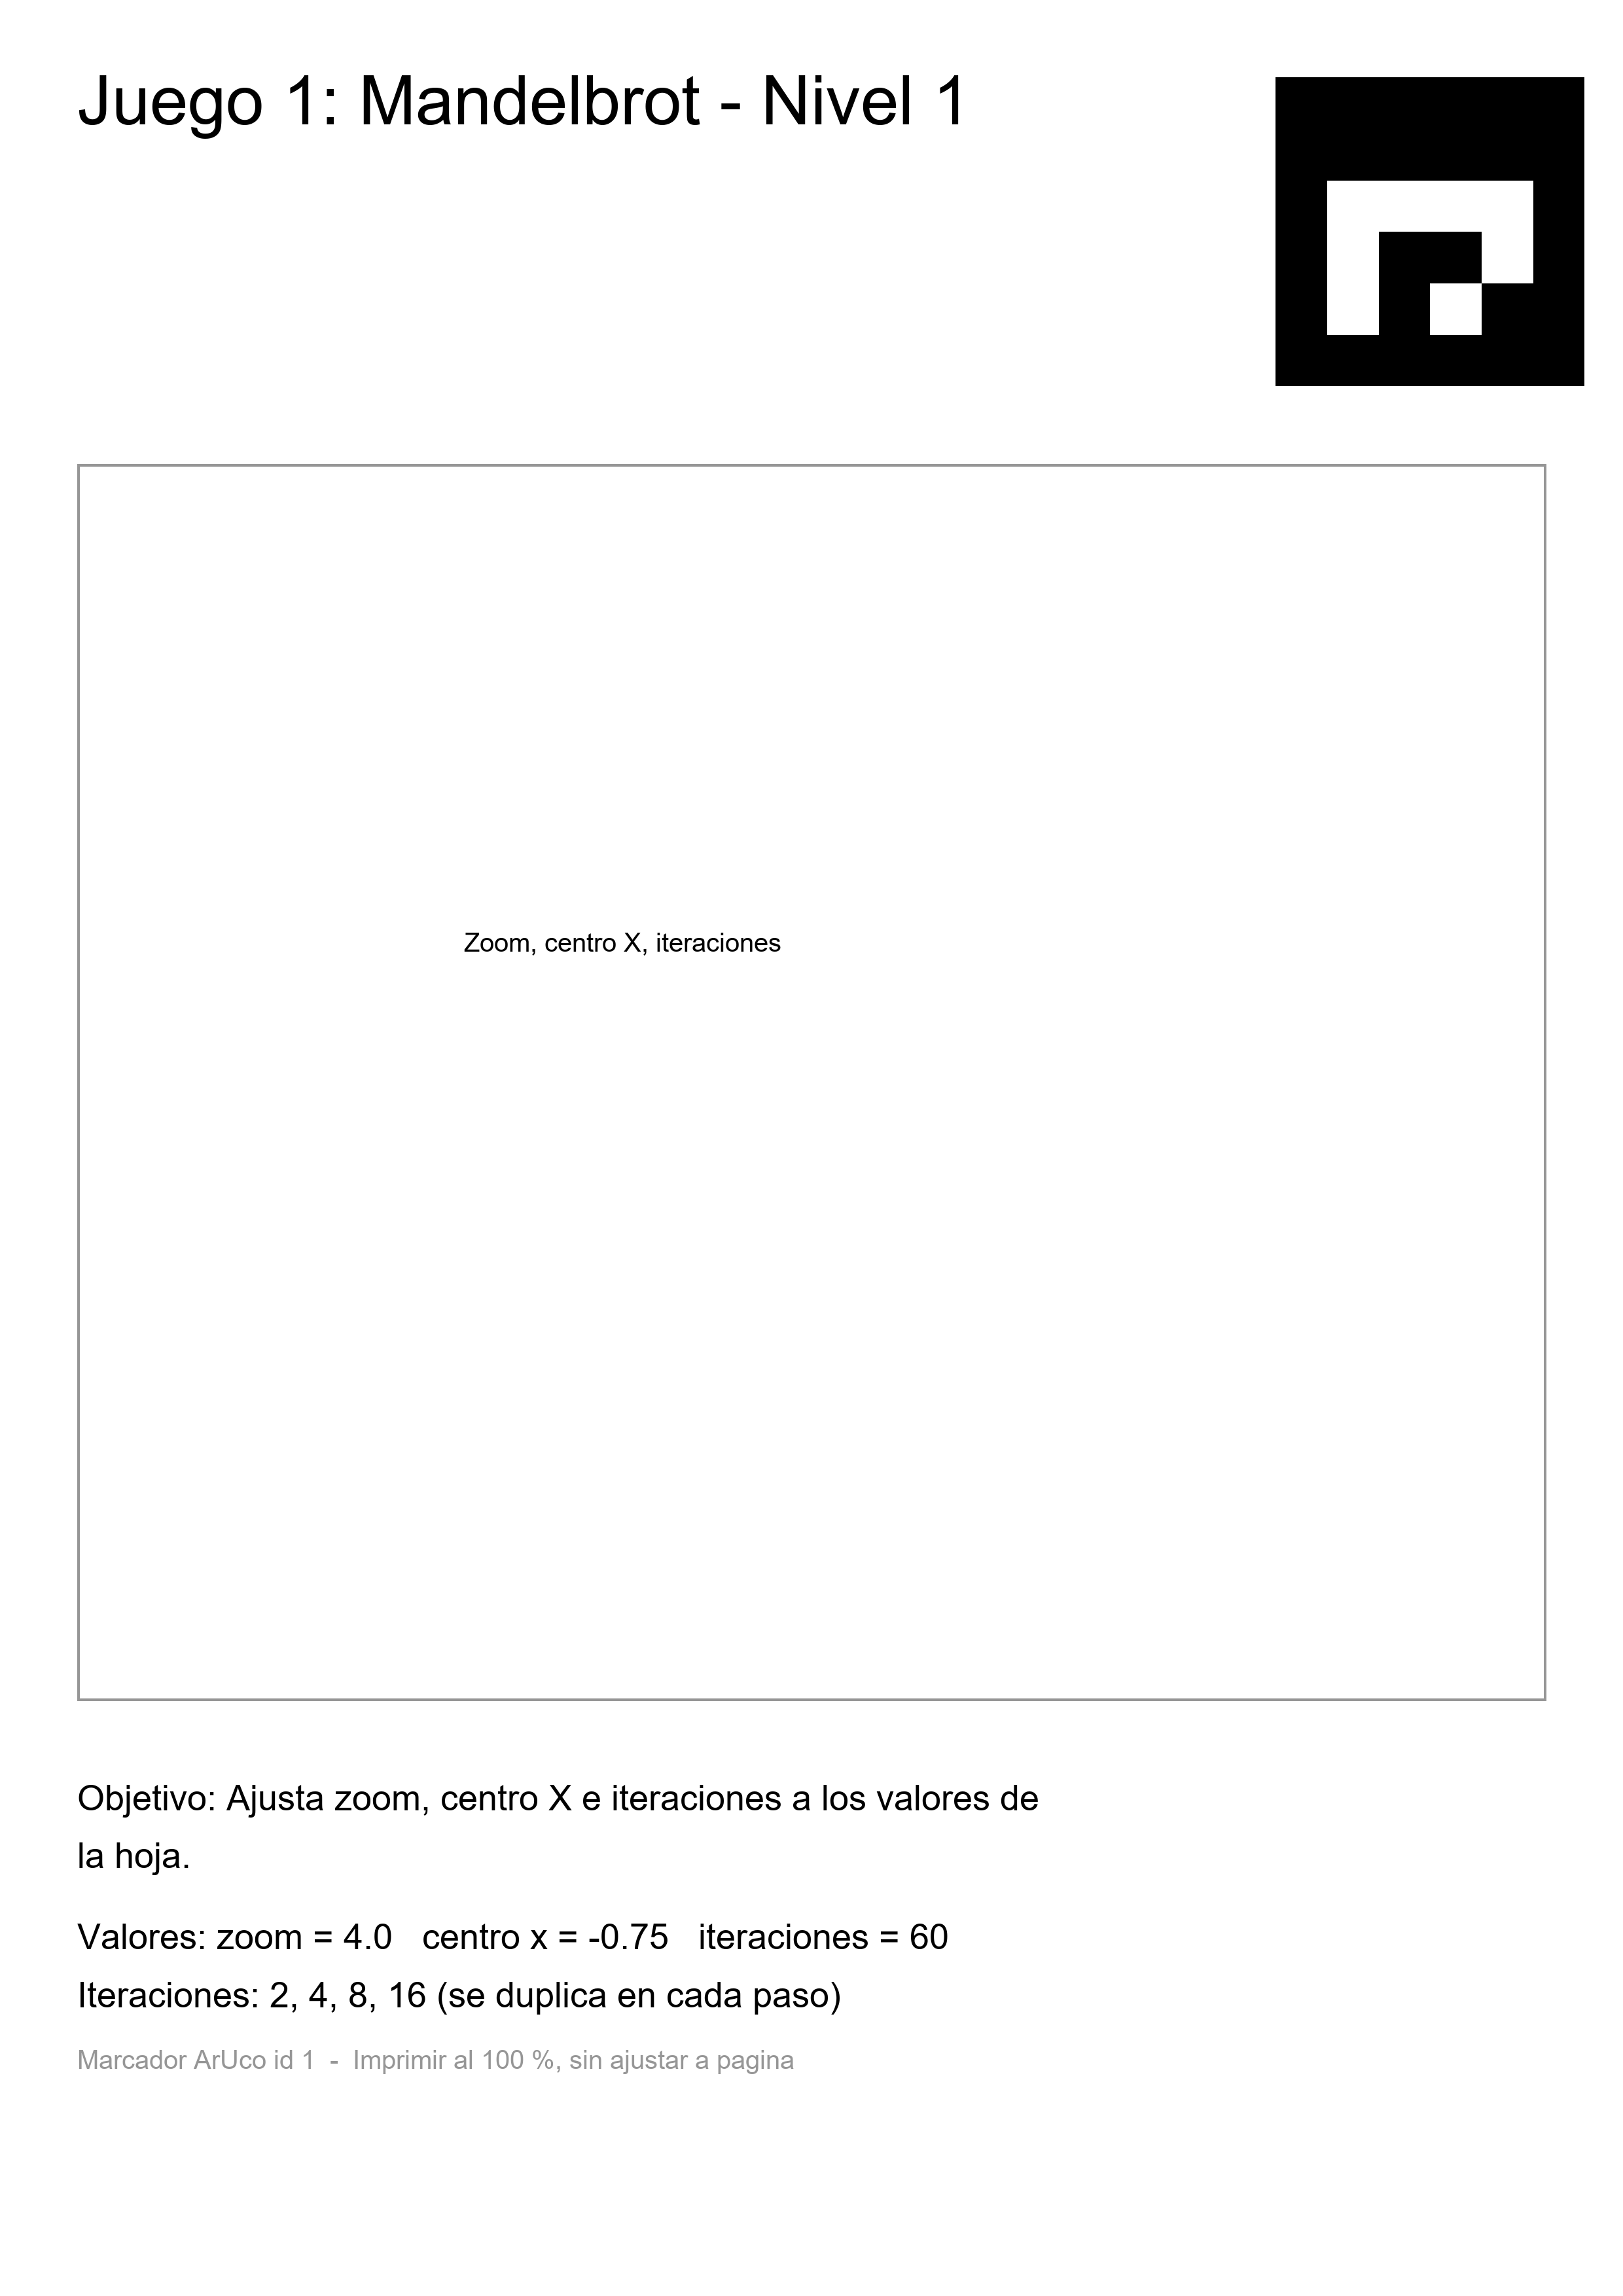 Juego 1: Mandelbrot - Nivel 1
Zoom, centro X, iteraciones
Objetivo: Ajusta zoom, centro X e iteraciones a los valores de
la hoja.
Valores: zoom = 4.0   centro x = -0.75   iteraciones = 60
Iteraciones: 2, 4, 8, 16 (se duplica en cada paso)
Marcador ArUco id 1  -  Imprimir al 100 %, sin ajustar a pagina